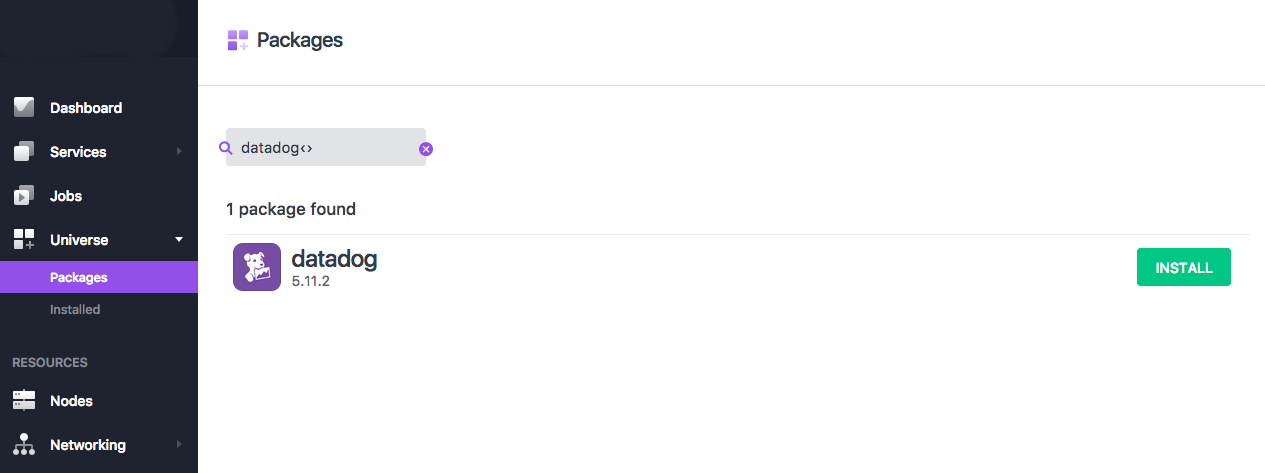 Packages
Dashboard
Services
Jobs
Universe
Packages
Installed
RESOURCES
Nodes
Networking
datadog<>
1 package found
datadog
5.11.2
INSTALL